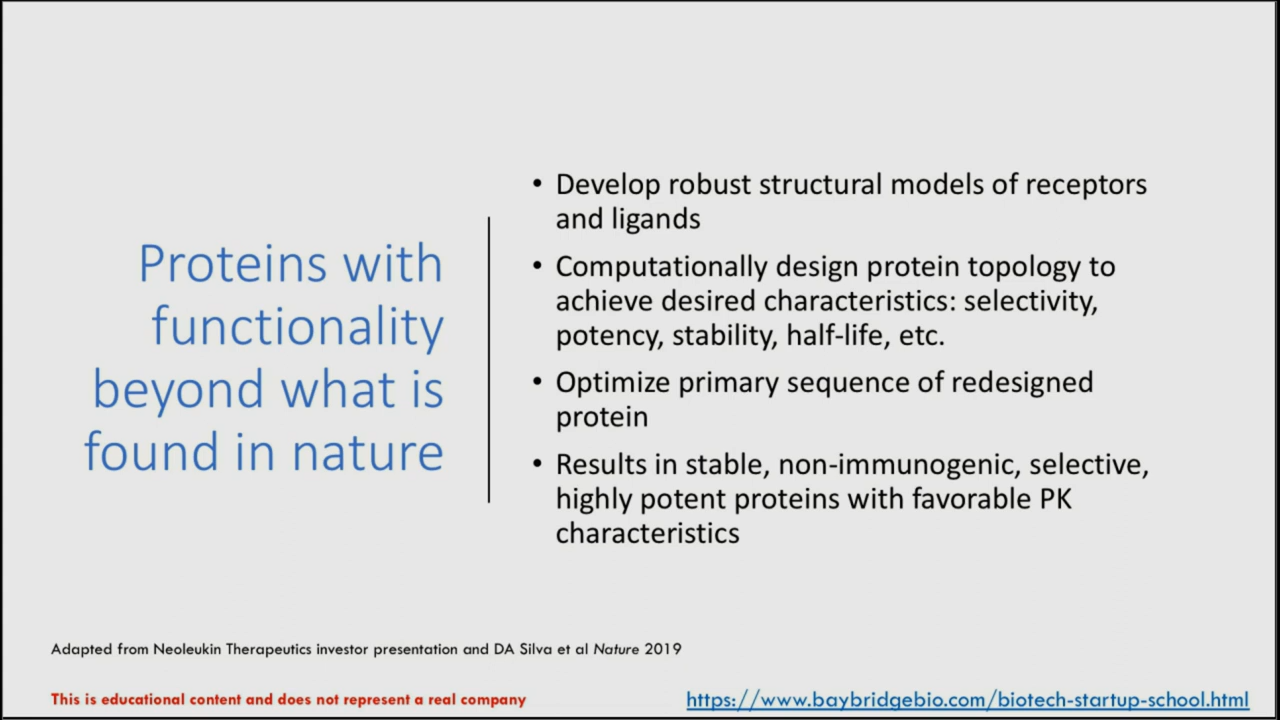 Proteins with
functionality
beyond what is
found in nature
• Develop robust structural models of receptors
and ligands
• Computationally design protein topology to
achieve desired characteristics: selectivity,
potency, stability, half-life, etc.
• Optimize primary sequence of redesigned
protein
• Results in stable, non-immunogenic, selective,
highly potent proteins with favorable PK
characteristics
Adapted from Neoleukin Therapeutics investor presentation and DA Silva et al Nature 2019
This is educational content and does not represent a real company
https://www.baybridgebio.com/biotech-startup-school.html